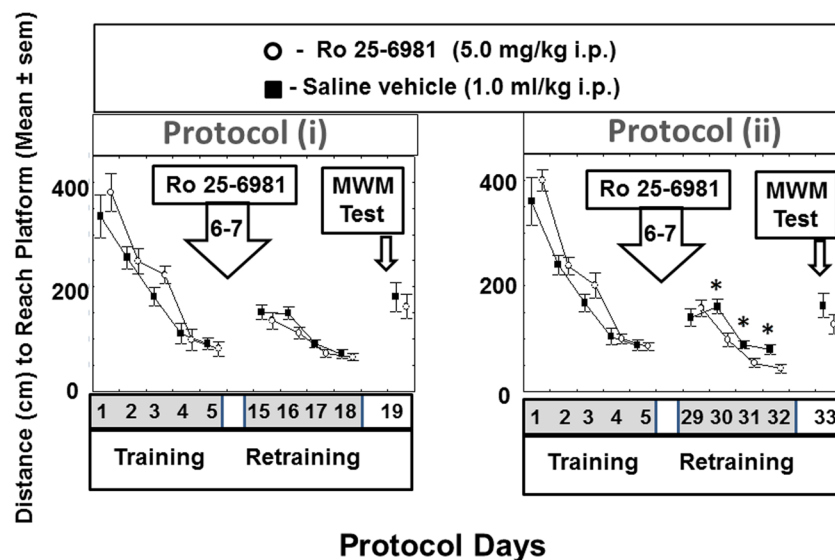 - Ro 25-6981 (5.0 mg/kg i.p.)
- Saline vehicle (1.0 ml/kg i.p.)
Distance (cm) to Reach Platform (Mean ± sem)
Protocol (i)
400
200
0
Ro 25-6981
6-7
MWM
Test
1 2 3 4 5 15 16 17 18 19
Training Retraining
Protocol (ii)
400
200
0
Ro 25-6981
6-7
MWM
Test
* * *
1 2 3 4 5 29 30 31 32 33
Training Retraining
Protocol Days